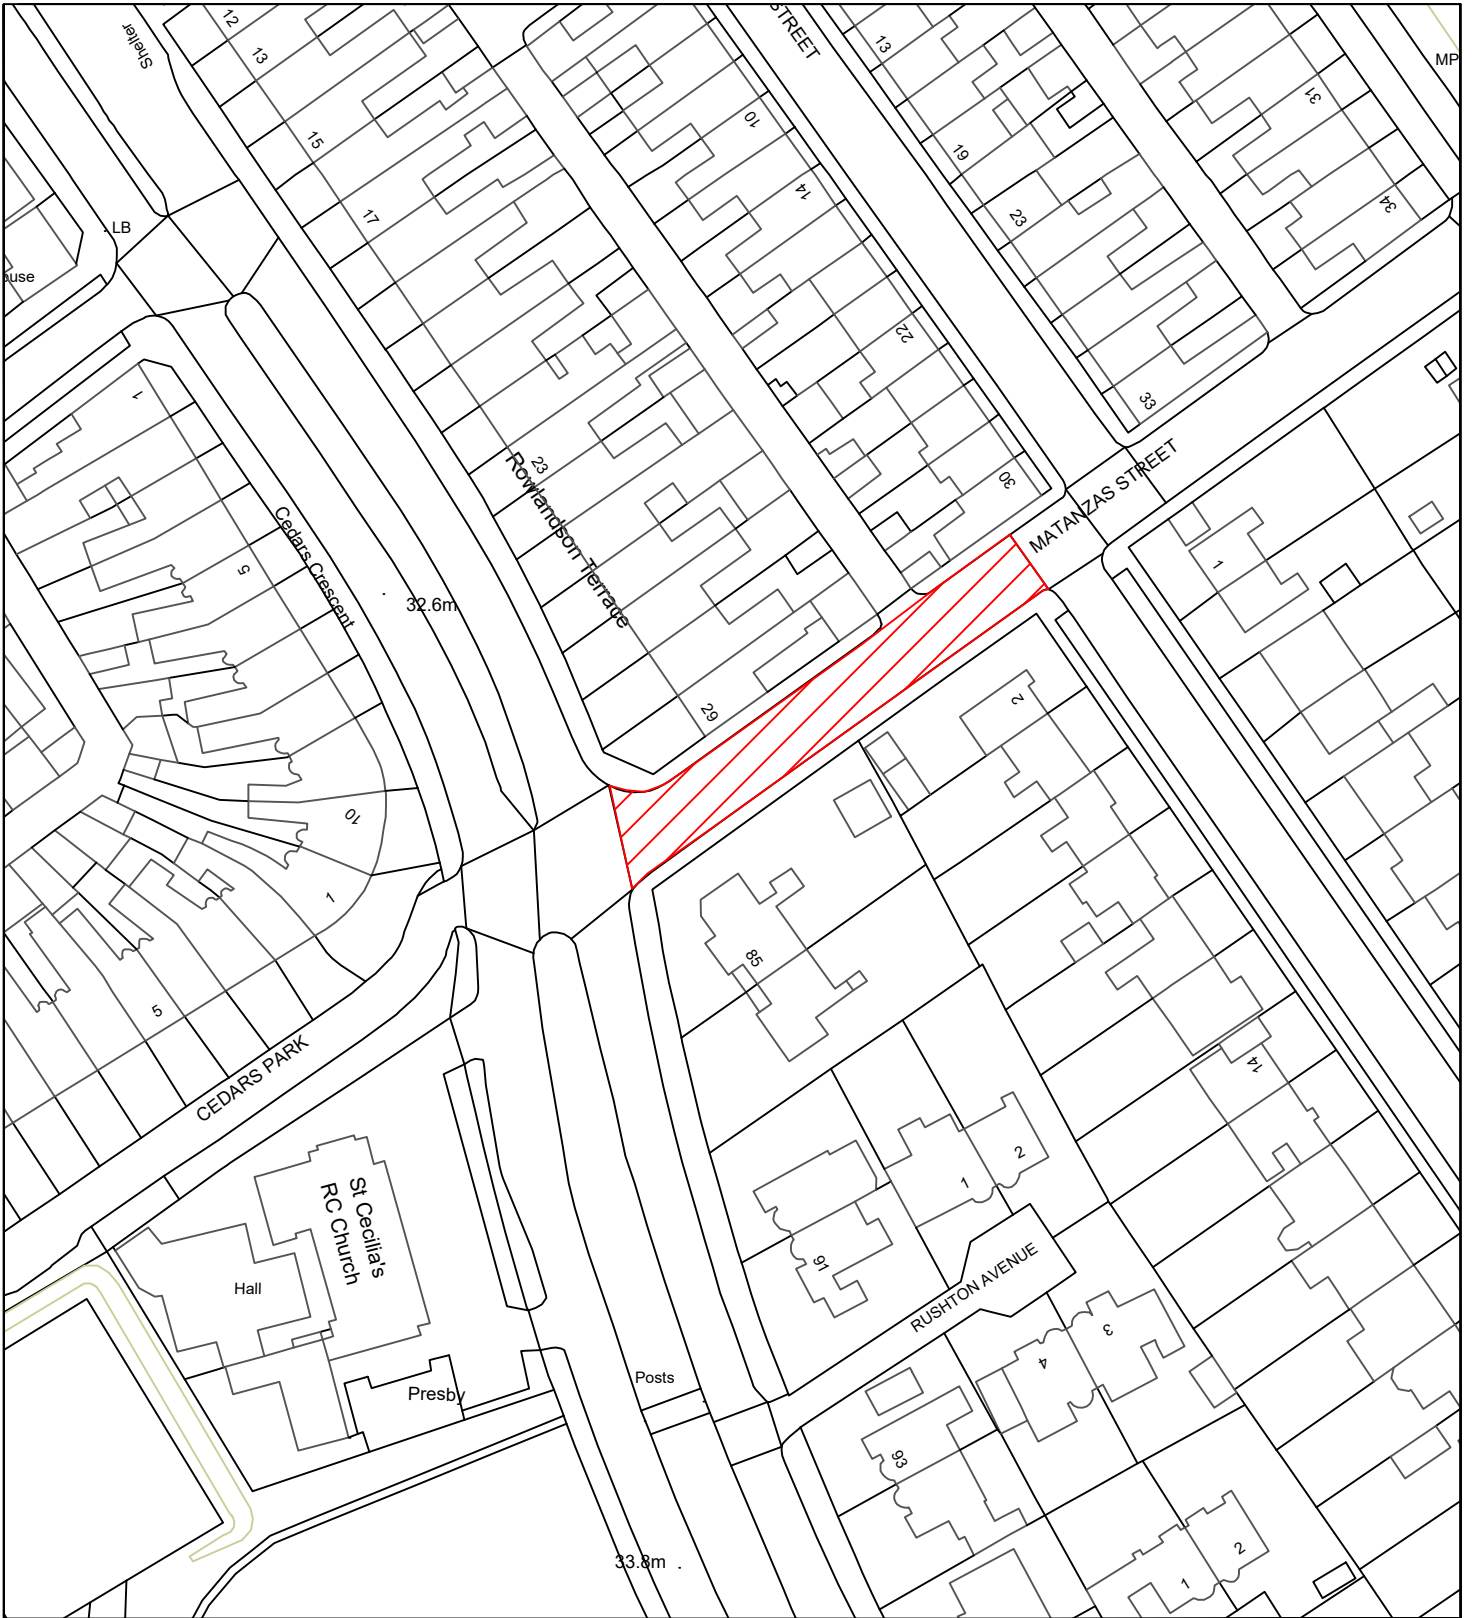 12
13
Shelter
STREET
13
MP
31
10
15
19
14
17
23
34
LB
use
22
1
33
23
Rowlandson Terrace
MATANZAS STREET
30
Cedars Crescent
5
32.6m
1
2
29
10
1
85
5
CEDARS PARK
14
St Cecilia's
RC Church
1
2
Hall
91
RUSHTON AVENUE
3
4
Posts
Presby
93
33.8m
1
2